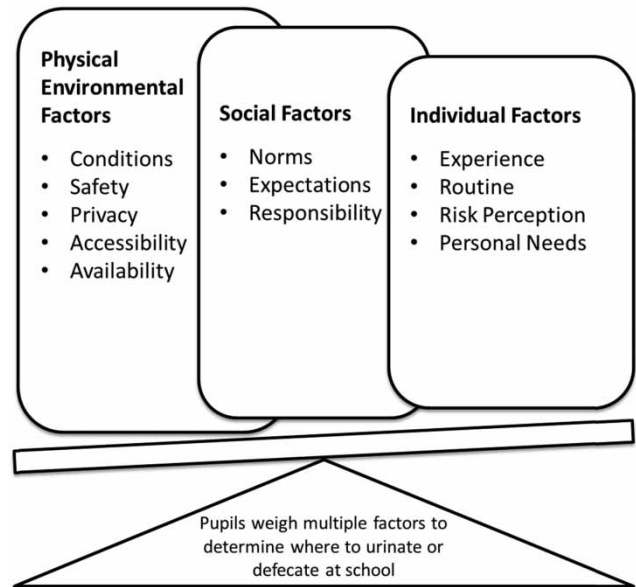 Physical
Environmental
Factors
• Conditions
• Safety
• Privacy
• Accessibility
• Availability
Social Factors
• Norms
• Expectations
• Responsibility
Individual Factors
• Experience
• Routine
• Risk Perception
• Personal Needs
Pupils weigh multiple factors to
determine where to urinate or
defecate at school